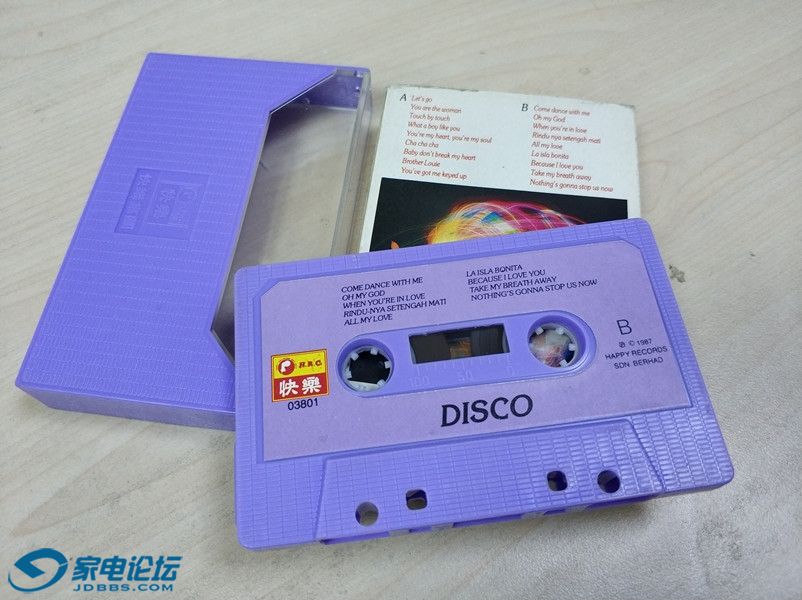 A
Let's go
You are the woman
Touch by touch
What a boy like you
You're my heart, you're my soul
Cha cha cha
Baby don't break my heart
Brother Louie
You've got me keyed up
B
Come dance with me
Oh my God
When you're in love
Rindu nya setengah mati
All my love
La isla bonita
Because I love you
Take my breath away
Nothing's gonna stop us now
COME DANCE WITH ME
OH MY GOD
WHEN YOU'RE IN LOVE
RINDU-NYA SETENGAH MATI
ALL MY LOVE
LA ISLA BONITA
BECAUSE I LOVE YOU
TAKE MY BREATH AWAY
NOTHING'S GONNA STOP US NOW
B
℗ © 1987
HAPPY RECORDS
SDN. BERHAD
H.R.C.
快樂
03801
DISCO
100 50 0
家电论坛
JDBBS.COM